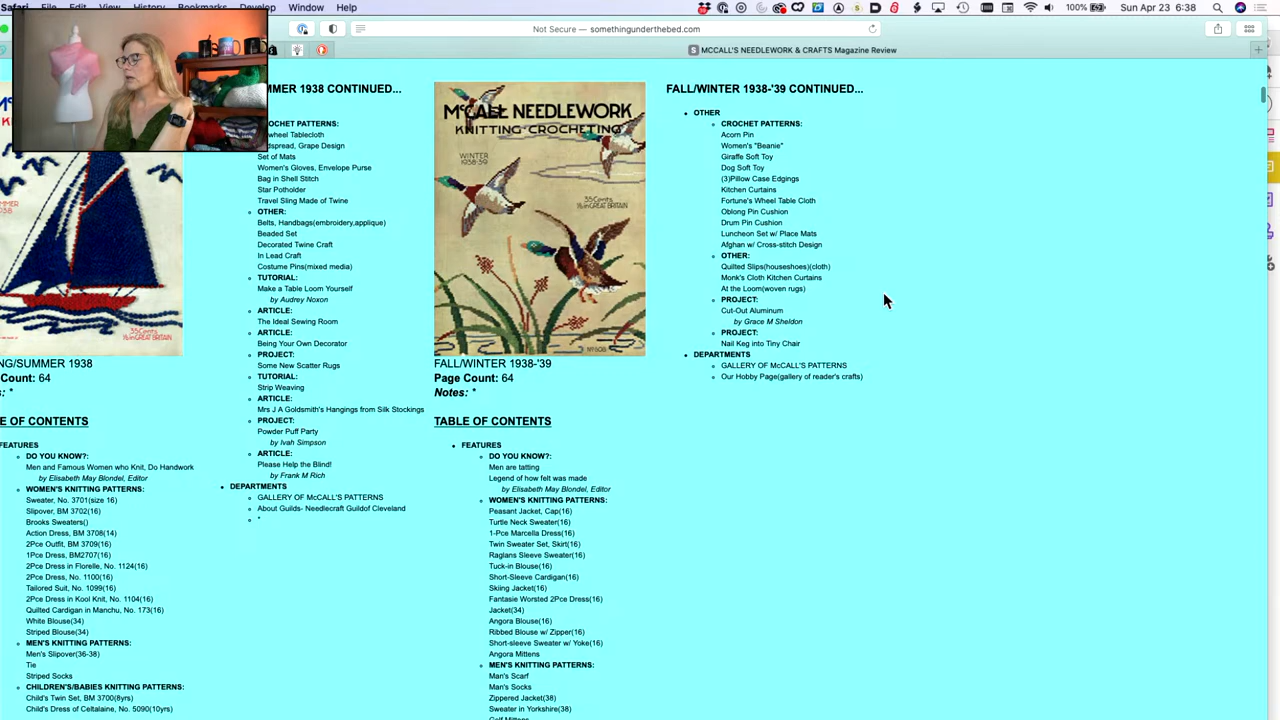 Safari File Edit View History Bookmarks Develop Window Help
100%
Sat Apr 23 6:38
Not Secure — somethingunderthebed.com
MCCALL'S NEEDLEWORK & CRAFTS Magazine Review
MMER 1938 CONTINUED...
OCHET PATTERNS:
wheel Tablecloth
dspread, Grape Design
Set of Mats
Women's Gloves, Envelope Purse
Bag in Shell Stitch
Star Potholder
Travel Sling Made of Twine
OTHER:
Belts, Handbags(embroidery,applique)
Beaded Set
Decorated Twine Craft
In Lead Craft
Costume Pins(mixed media)
TUTORIAL:
Make a Table Loom Yourself
by Audrey Noxon
ARTICLE:
The Ideal Sewing Room
ARTICLE:
Being Your Own Decorator
PROJECT:
Some New Scatter Rugs
TUTORIAL:
Strip Weaving
ARTICLE:
Mrs J A Goldsmith's Hangings from Silk Stockings
PROJECT:
Powder Puff Party
by Ivah Simpson
ARTICLE:
Please Help the Blind!
by Frank M Rich
DEPARTMENTS
GALLERY OF McCALL'S PATTERNS
About Guilds- Needlecraft Guildof Cleveland
*
UMMER
1938
35 Cents
1/6 in GREAT BRITAIN
NG/SUMMER 1938
Count: 64
s: *
E OF CONTENTS
FEATURES
DO YOU KNOW?:
Men and Famous Women who Knit, Do Handwork
by Elisabeth May Blondel, Editor
WOMEN'S KNITTING PATTERNS:
Sweater, No. 3701(size 16)
Slipover, BM 3702(16)
Brooks Sweaters()
Action Dress, BM 3708(14)
2Pce Outfit, BM 3709(16)
1Pce Dress, BM2707(16)
2Pce Dress in Florelle, No. 1124(16)
2Pce Dress, No. 1100(16)
Tailored Suit, No. 1099(16)
2Pce Dress in Kool Knit, No. 1104(16)
Quilted Cardigan in Manchu, No. 173(16)
White Blouse(34)
Striped Blouse(34)
MEN'S KNITTING PATTERNS:
Men's Slipover(36-38)
Tie
Striped Socks
CHILDREN'S/BABIES KNITTING PATTERNS:
Child's Twin Set, BM 3700(8yrs)
Child's Dress of Celtalaine, No. 5090(10yrs)
McCALL NEEDLEWORK
KNITTING CROCHETING
WINTER
1938-39
35 Cents
1/6 in GREAT BRITAIN
FALL/WINTER 1938-'39
Page Count: 64
Notes: *
TABLE OF CONTENTS
FEATURES
DO YOU KNOW?:
Men are tatting
Legend of how felt was made
by Elisabeth May Blondel, Editor
WOMEN'S KNITTING PATTERNS:
Peasant Jacket, Cap(16)
Turtle Neck Sweater(16)
1-Pce Marcella Dress(16)
Twin Sweater Set, Skirt(16)
Raglans Sleeve Sweater(16)
Tuck-in Blouse(16)
Short-Sleeve Cardigan(16)
Skiing Jacket(16)
Fantasie Worsted 2Pce Dress(16)
Jacket(34)
Angora Blouse(16)
Ribbed Blouse w/ Zipper(16)
Short-sleeve Sweater w/ Yoke(16)
Angora Mittens
MEN'S KNITTING PATTERNS:
Man's Scarf
Man's Socks
Zippered Jacket(38)
Sweater in Yorkshire(38)
Golf Mittens
FALL/WINTER 1938-'39 CONTINUED...
OTHER
CROCHET PATTERNS:
Acorn Pin
Women's "Beanie"
Giraffe Soft Toy
Dog Soft Toy
(3)Pillow Case Edgings
Kitchen Curtains
Fortune's Wheel Table Cloth
Oblong Pin Cushion
Drum Pin Cushion
Luncheon Set w/ Place Mats
Afghan w/ Cross-stitch Design
OTHER:
Quilted Slips(houseshoes)(cloth)
Monk's Cloth Kitchen Curtains
At the Loom(woven rugs)
PROJECT:
Cut-Out Aluminum
by Grace M Sheldon
PROJECT:
Nail Keg into Tiny Chair
DEPARTMENTS
GALLERY OF McCALL'S PATTERNS
Our Hobby Page(gallery of reader's crafts)